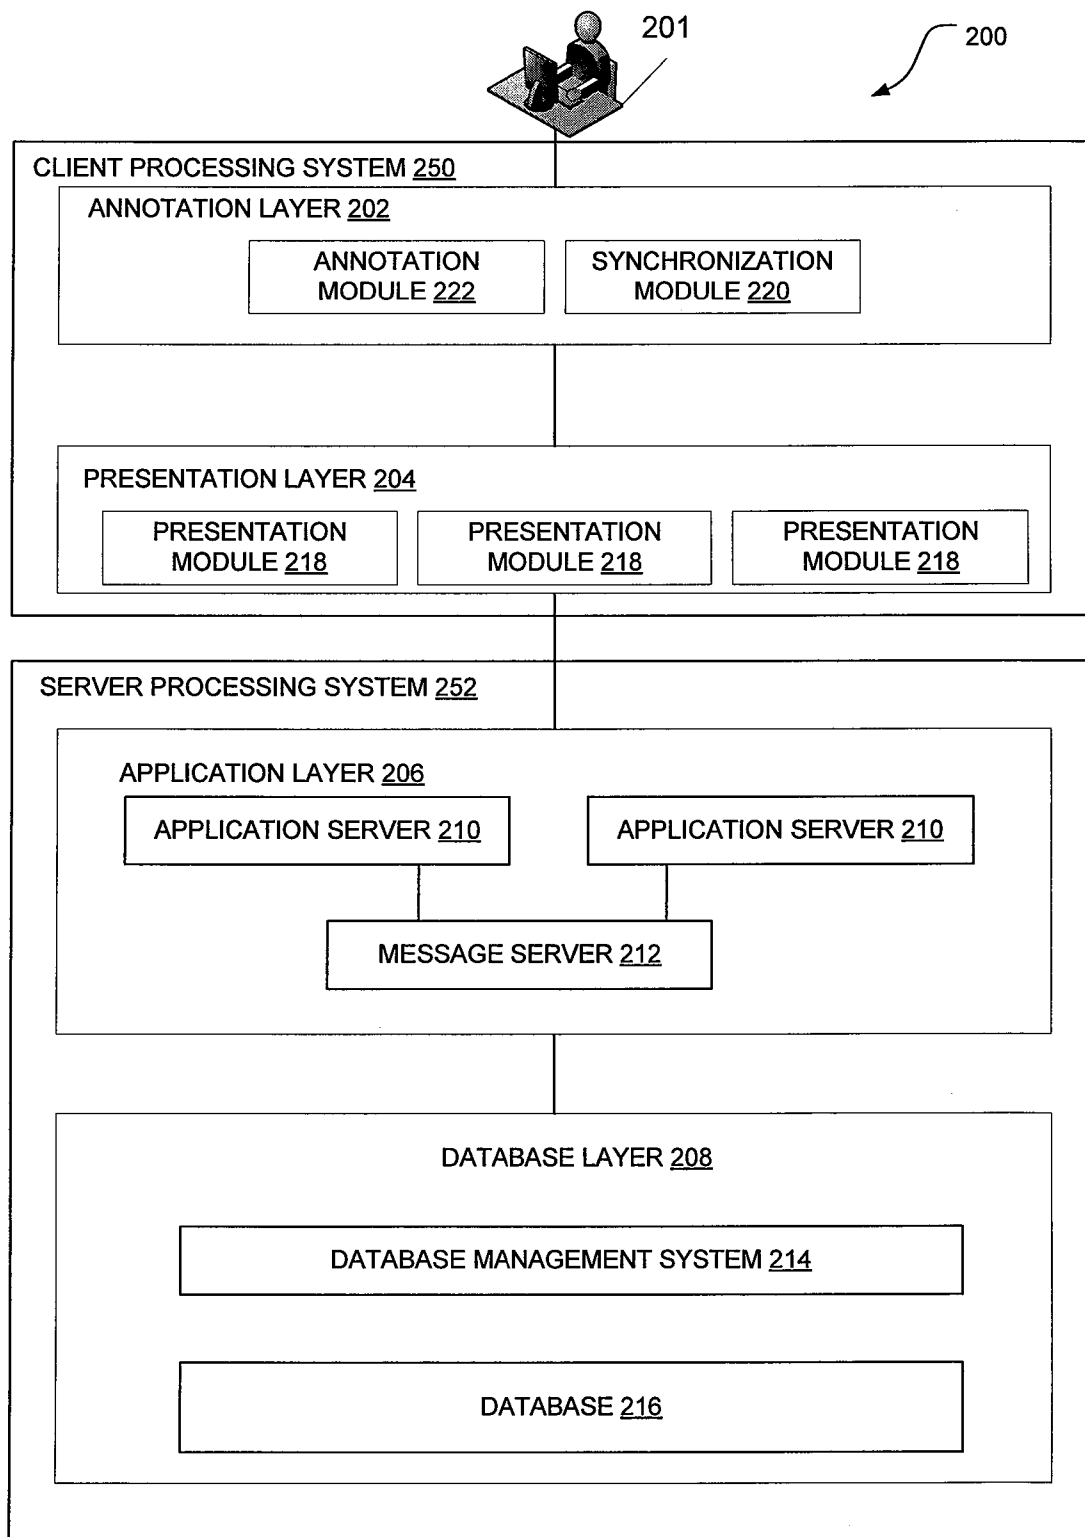 201
200
CLIENT PROCESSING SYSTEM 250
ANNOTATION LAYER 202
ANNOTATION
MODULE 222
SYNCHRONIZATION
MODULE 220
PRESENTATION LAYER 204
PRESENTATION
MODULE 218
PRESENTATION
MODULE 218
PRESENTATION
MODULE 218
SERVER PROCESSING SYSTEM 252
APPLICATION LAYER 206
APPLICATION SERVER 210
APPLICATION SERVER 210
MESSAGE SERVER 212
DATABASE LAYER 208
DATABASE MANAGEMENT SYSTEM 214
DATABASE 216